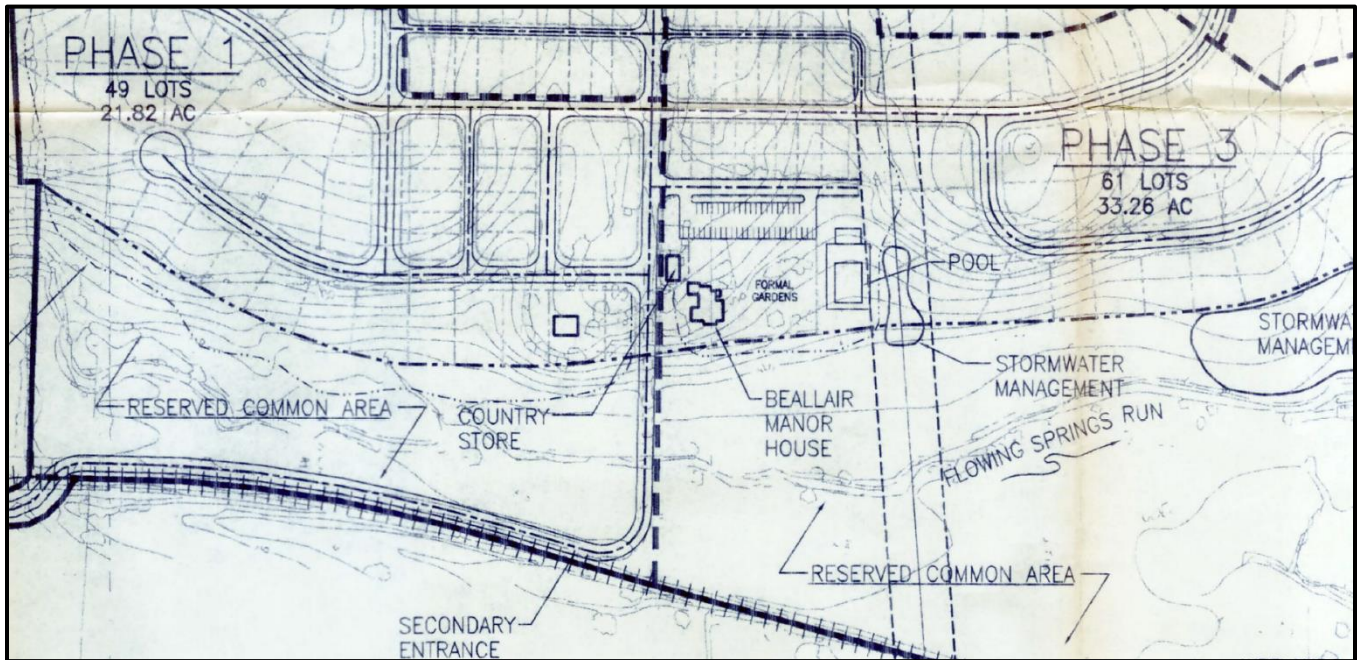 PHASE 1
49 LOTS
21.82 AC
PHASE 3
61 LOTS
33.26 AC
POOL
FORMAL
GARDENS
STORMWA
MANAGEM
STORMWATER
MANAGEMENT
RESERVED COMMON AREA
COUNTRY
STORE
BEALLAIR
MANOR
HOUSE
FLOWING SPRINGS RUN
RESERVED COMMON AREA
SECONDARY
ENTRANCE